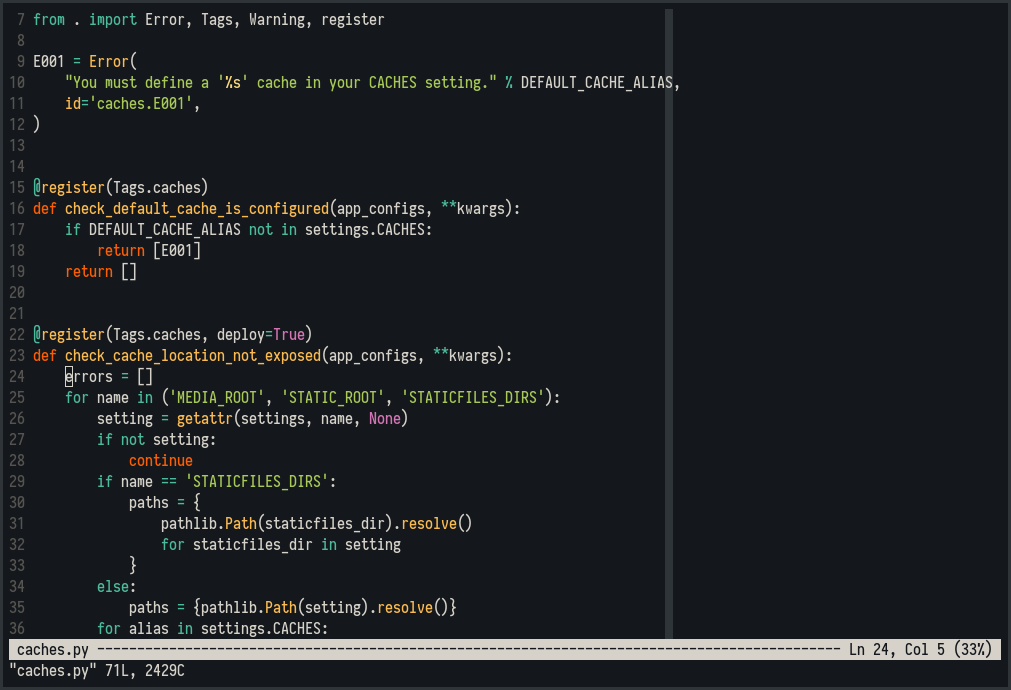 7 from . import Error, Tags, Warning, register
8
9 E001 = Error(
10     "You must define a '%s' cache in your CACHES setting." % DEFAULT_CACHE_ALIAS,
11     id='caches.E001',
12 )
13
14
15 @register(Tags.caches)
16 def check_default_cache_is_configured(app_configs, **kwargs):
17     if DEFAULT_CACHE_ALIAS not in settings.CACHES:
18         return [E001]
19     return []
20
21
22 @register(Tags.caches, deploy=True)
23 def check_cache_location_not_exposed(app_configs, **kwargs):
24     errors = []
25     for name in ('MEDIA_ROOT', 'STATIC_ROOT', 'STATICFILES_DIRS'):
26         setting = getattr(settings, name, None)
27         if not setting:
28             continue
29         if name == 'STATICFILES_DIRS':
30             paths = {
31                 pathlib.Path(staticfiles_dir).resolve()
32                 for staticfiles_dir in setting
33             }
34         else:
35             paths = {pathlib.Path(setting).resolve()}
36         for alias in settings.CACHES:
caches.py --------------------------------------------------------------------------------------------- Ln 24, Col 5 (33%)
"caches.py" 71L, 2429C